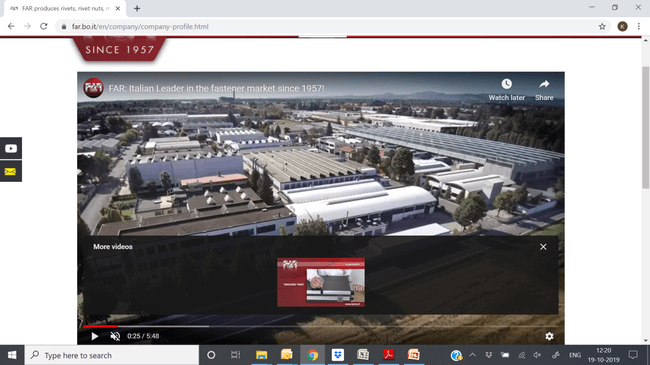 FAR produces rivets, rivet nuts, m
far.bo.it/en/company/company-profile.html
K
SINCE 1957
FAR
FAR: Italian Leader in the fastener market since 1957!
Watch later
Share
More videos
FAR
0:25 / 5:48
Type here to search
ENG
12:20
19-10-2019